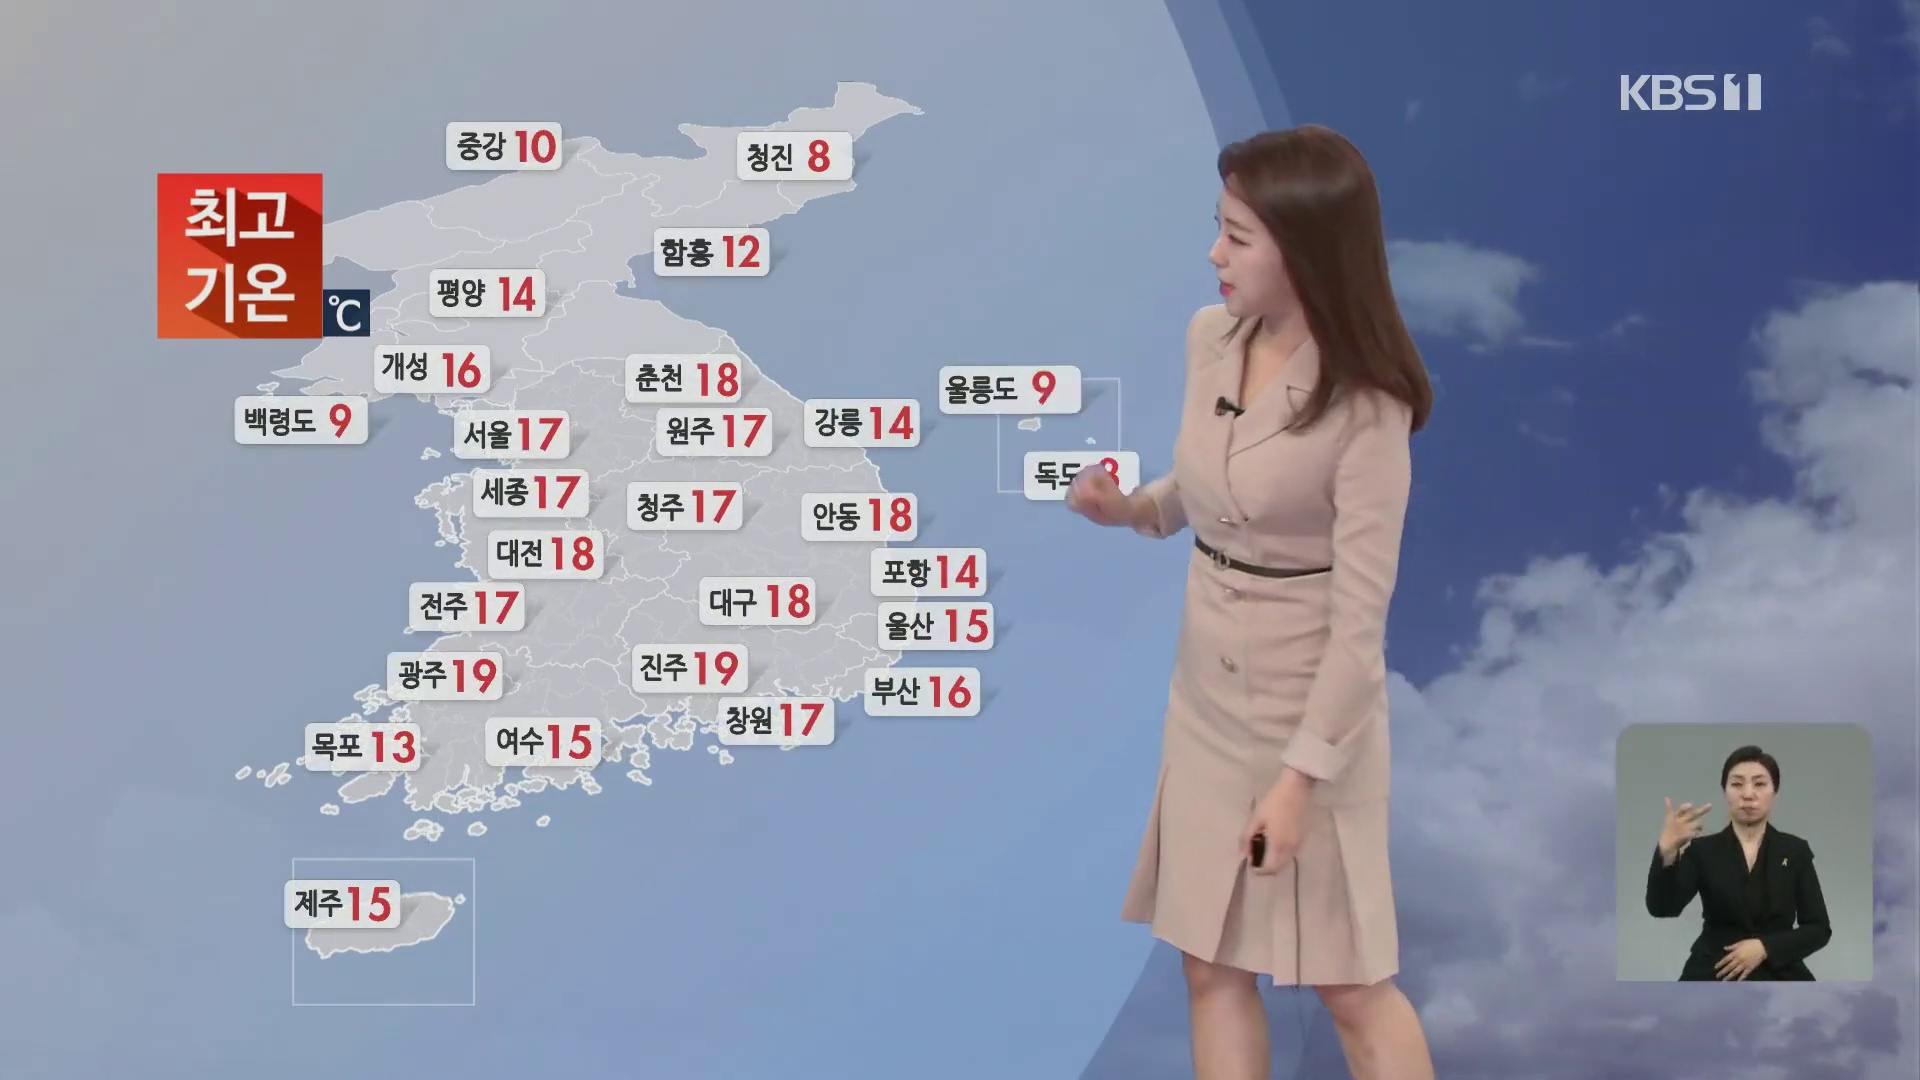 KBS 1
최고
기온
℃
중강 10
청진 8
함흥 12
평양 14
개성 16
춘천 18
울릉도 9
백령도 9
서울 17
원주 17
강릉 14
독도
세종 17
청주 17
안동 18
대전 18
포항 14
전주 17
대구 18
울산 15
광주 19
진주 19
부산 16
목포 13
여수 15
창원 17
제주 15